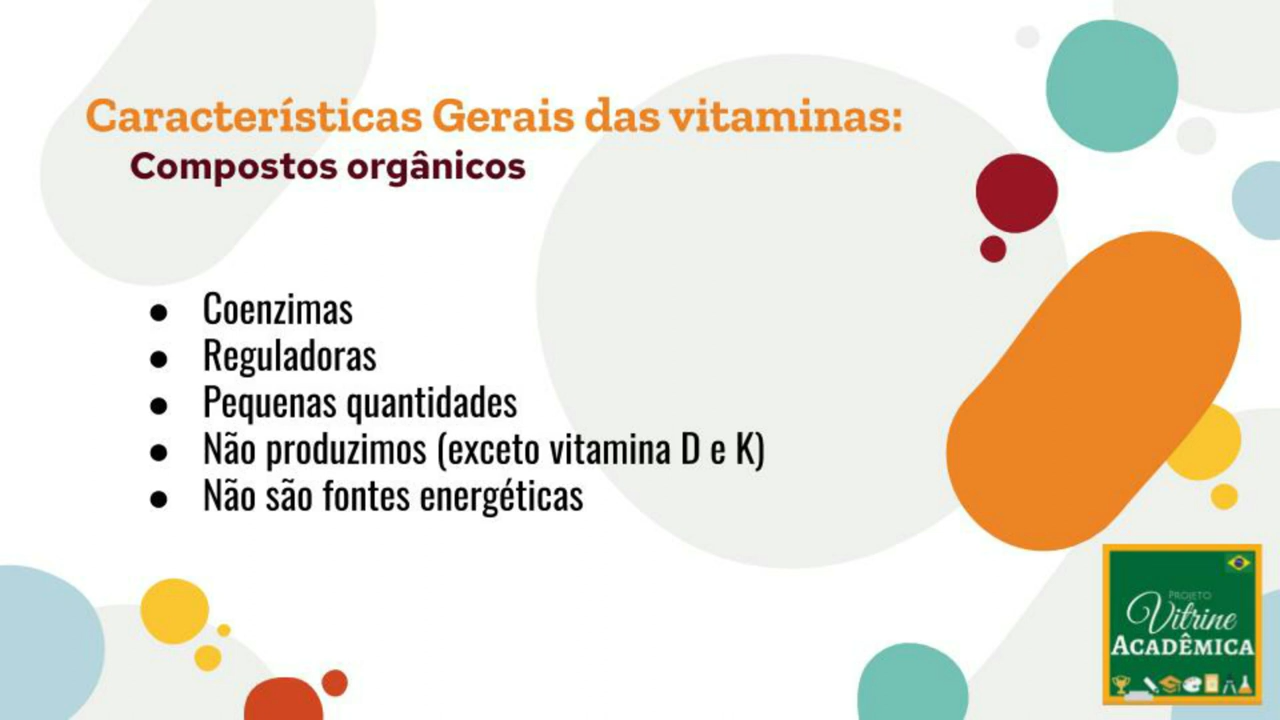 Características Gerais das vitaminas:
Compostos orgânicos
● Coenzimas
● Reguladoras
● Pequenas quantidades
● Não produzimos (exceto vitamina D e K)
● Não são fontes energéticas
PROJETO
Vitrine
ACADÊMICA